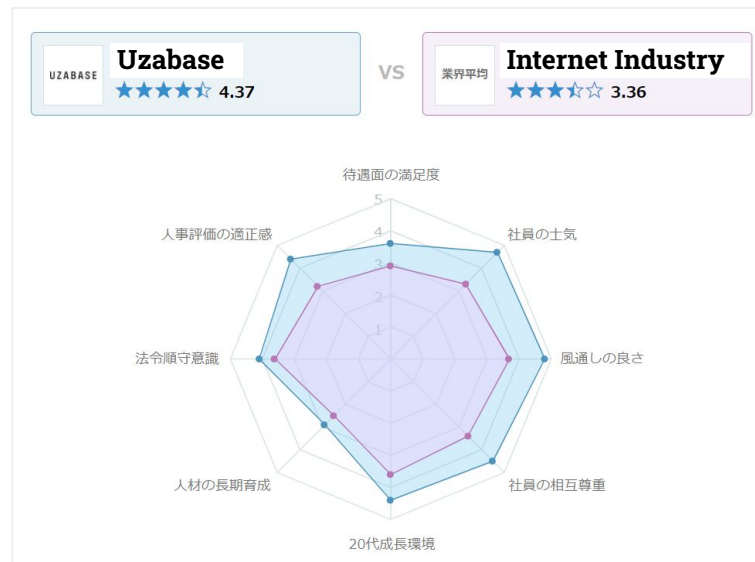 UZABASE
Uzabase
4.37
VS
業界平均
Internet Industry
3.36
待遇面の満足度
5
4
3
2
1
人事評価の適正感
社員の士気
法令順守意識
風通しの良さ
人材の長期育成
社員の相互尊重
20代成長環境